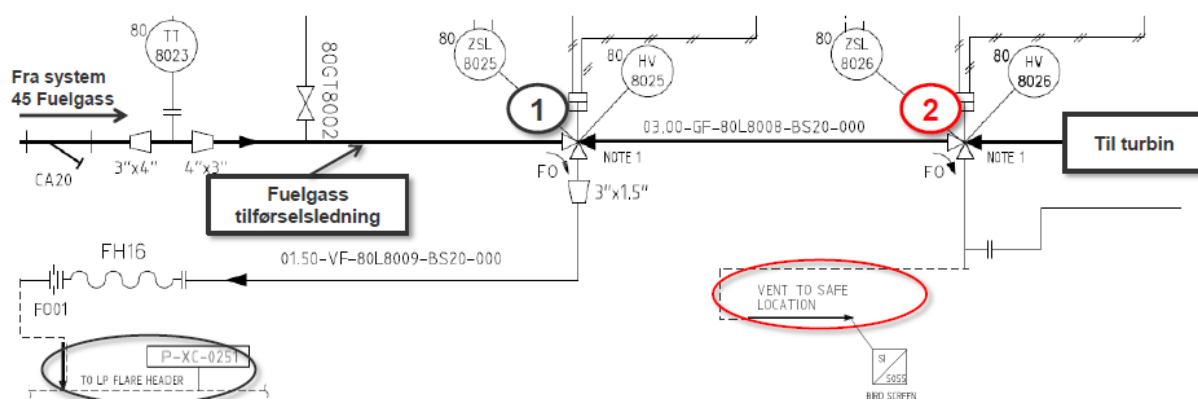 80
TT
8023
80GT8002
80
ZSL
8025
80
HV
8025
80
ZSL
8026
80
HV
8026
Fra system
45 Fuelgass
1
2
03,00-GF-80L8008-BS20-000
Til turbin
CA20
3"x4"
4"x3"
FO
NOTE 1
FO
NOTE 1
Fuelgass
tilførselsledning
3"x1.5"
FH16
01.50-VF-80L8009-BS20-000
VENT TO SAFE
LOCATION
FO01
P-XC-0251
TO LP FLARE HEADER
SI
SOSS
BIRD SCREEN